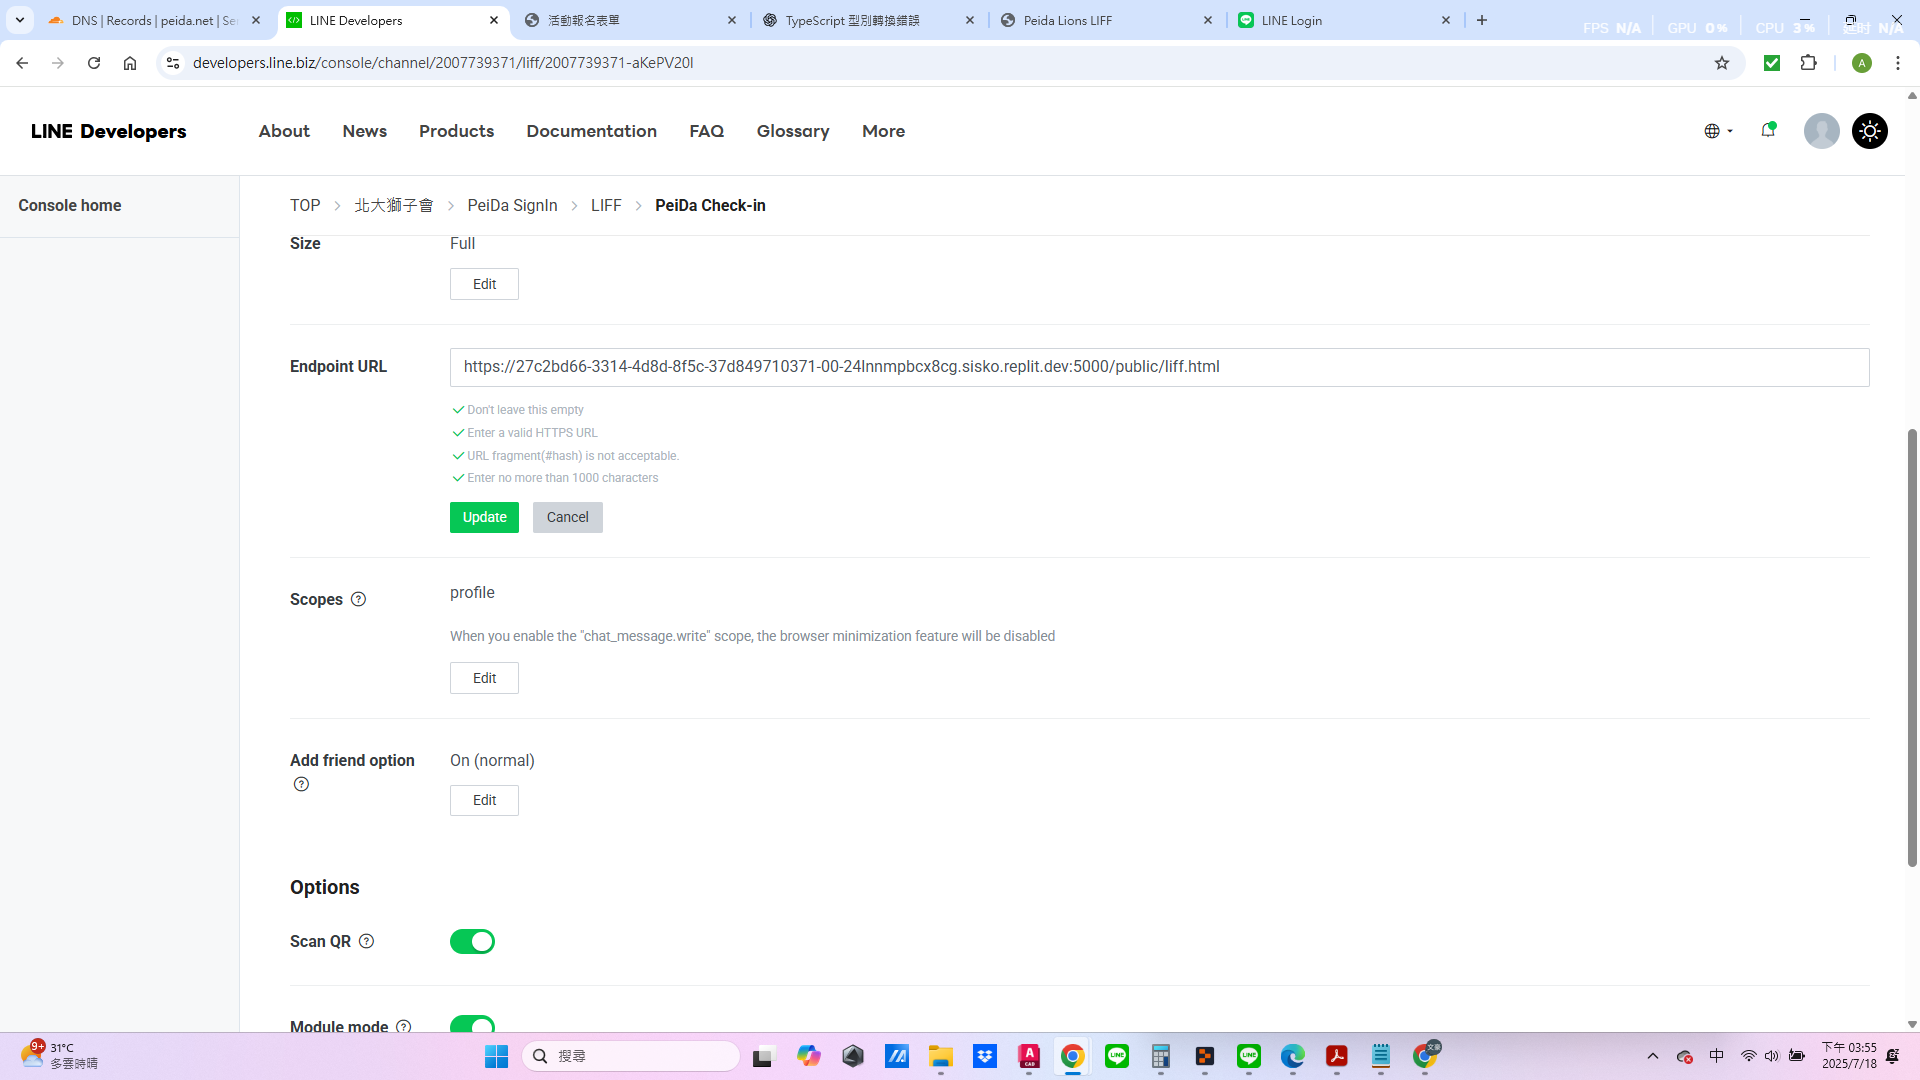 DNS | Records | peida.net | Se
LINE Developers
活動報名表單
TypeScript 型別轉換錯誤
Peida Lions LIFF
LINE Login
FPS N/A
GPU 0%
CPU 3%
N/A
developers.line.biz/console/channel/2007739371/liff/2007739371-aKePV20l
A
LINE Developers
About
News
Products
Documentation
FAQ
Glossary
More
Console home
TOP
北大獅子會
PeiDa SignIn
LIFF
PeiDa Check-in
Size
Full
Edit
Endpoint URL
https://27c2bd66-3314-4d8d-8f5c-37d849710371-00-24lnnmpbcx8cg.sisko.replit.dev:5000/public/liff.html
Don't leave this empty
Enter a valid HTTPS URL
URL fragment(#hash) is not acceptable.
Enter no more than 1000 characters
Update
Cancel
Scopes
profile
When you enable the "chat_message.write" scope, the browser minimization feature will be disabled
Edit
Add friend option
On (normal)
Edit
Options
Scan QR
Module mode
9+
31°C
多雲時晴
搜尋
中
下午 03:55
2025/7/18